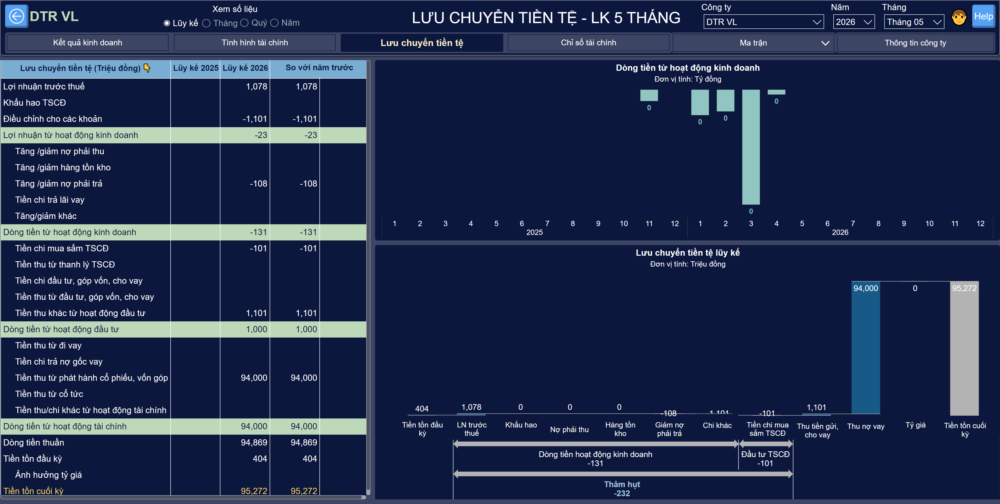 DTR VL
Xem số liệu
Lũy kế Tháng Quý Năm
LƯU CHUYỂN TIỀN TỆ - LK 5 THÁNG
Công ty
DTR VL
Năm
2026
Tháng
Tháng 05
Help
Kết quả kinh doanh
Tình hình tài chính
Lưu chuyển tiền tệ
Chỉ số tài chính
Ma trận
Thông tin công ty
Lưu chuyển tiền tệ (Triệu đồng) Lũy kế 2025 Lũy kế 2026 So với năm trước
Lợi nhuận trước thuế 1,078 1,078
Khấu hao TSCĐ
Điều chỉnh cho các khoản -1,101 -1,101
Lợi nhuận từ hoạt động kinh doanh -23 -23
Tăng /giảm nợ phải thu
Tăng /giảm hàng tồn kho
Tăng /giảm nợ phải trả -108 -108
Tiền chi trả lãi vay
Tăng/giảm khác
Dòng tiền từ hoạt động kinh doanh -131 -131
Tiền chi mua sắm TSCĐ -101 -101
Tiền thu từ thanh lý TSCĐ
Tiền chi đầu tư, góp vốn, cho vay
Tiền thu từ đầu tư, góp vốn, cho vay
Tiền thu khác từ hoạt động đầu tư 1,101 1,101
Dòng tiền từ hoạt động đầu tư 1,000 1,000
Tiền thu từ đi vay
Tiền chi trả nợ gốc vay
Tiền thu từ phát hành cổ phiếu, vốn góp 94,000 94,000
Tiền thu từ cổ tức
Tiền thu/chi khác từ hoạt động tài chính
Dòng tiền từ hoạt động tài chính 94,000 94,000
Dòng tiền thuần 94,869 94,869
Tiền tồn đầu kỳ 404 404
Ảnh hưởng tỷ giá
Tiền tồn cuối kỳ 95,272 95,272
Dòng tiền từ hoạt động kinh doanh
Đơn vị tính: Tỷ đồng
0 0 0 0 0
1 2 3 4 5 6 7 8 9 10 11 12 1 2 3 4 5 6 7 8 9 10 11 12
2025 2026
Lưu chuyển tiền tệ lũy kế
Đơn vị tính: Triệu đồng
404 1,078 0 0 0 -108 -1,101 -101 1,101 94,000 0 95,272
Tiền tồn đầu kỳ
LN trước thuế
Khấu hao
Nợ phải thu
Hàng tồn kho
Giảm nợ phải trả
Chi khác
Tiền chi mua sắm TSCĐ
Thu tiền gửi, cho vay
Thu nợ vay
Tỷ giá
Tiền tồn cuối kỳ
Dòng tiền hoạt động kinh doanh
-131
Đầu tư TSCĐ
-101
Thâm hụt
-232